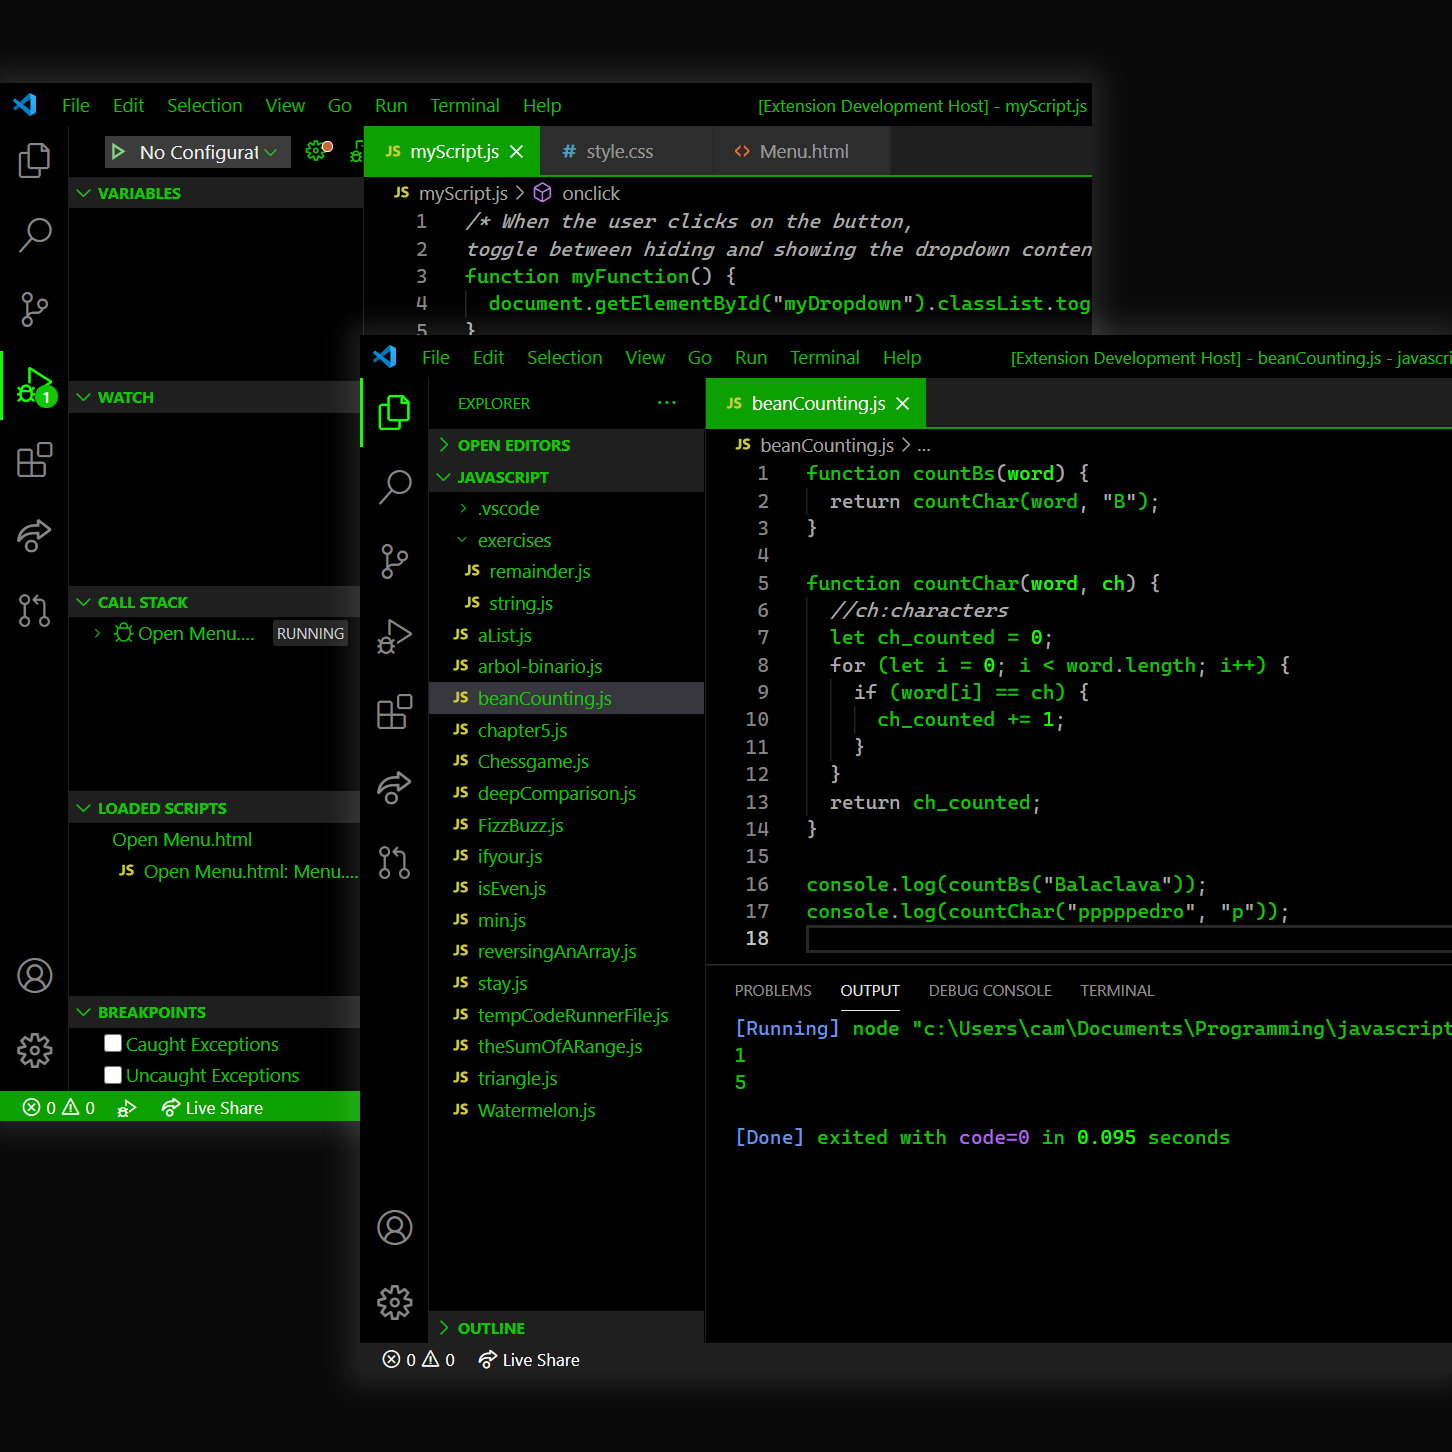 File Edit Selection View Go Run Terminal Help [Extension Development Host] - myScript.js
No Configurat
JS myScript.js
# style.css
<> Menu.html
VARIABLES
JS myScript.js > onclick
1 /* When the user clicks on the button,
2 toggle between hiding and showing the dropdown conten
3 function myFunction() {
4 document.getElementById("myDropdown").classList.tog
5 }
1
WATCH
CALL STACK
Open Menu.... RUNNING
LOADED SCRIPTS
Open Menu.html
JS Open Menu.html: Menu....
BREAKPOINTS
Caught Exceptions
Uncaught Exceptions
0 0 Live Share
File Edit Selection View Go Run Terminal Help [Extension Development Host] - beanCounting.js - javascri
EXPLORER ...
OPEN EDITORS
JAVASCRIPT
.vscode
exercises
JS remainder.js
JS string.js
JS aList.js
JS arbol-binario.js
JS beanCounting.js
JS chapter5.js
JS Chessgame.js
JS deepComparison.js
JS FizzBuzz.js
JS ifyour.js
JS isEven.js
JS min.js
JS reversingAnArray.js
JS stay.js
JS tempCodeRunnerFile.js
JS theSumOfARange.js
JS triangle.js
JS Watermelon.js
OUTLINE
JS beanCounting.js
JS beanCounting.js > ...
1 function countBs(word) {
2 return countChar(word, "B");
3 }
4
5 function countChar(word, ch) {
6 //ch:characters
7 let ch_counted = 0;
8 for (let i = 0; i < word.length; i++) {
9 if (word[i] == ch) {
10 ch_counted += 1;
11 }
12 }
13 return ch_counted;
14 }
15
16 console.log(countBs("Balaclava"));
17 console.log(countChar("pppppedro", "p"));
18
PROBLEMS OUTPUT DEBUG CONSOLE TERMINAL
[Running] node "c:\Users\cam\Documents\Programming\javascript
1
5
[Done] exited with code=0 in 0.095 seconds
0 0 Live Share